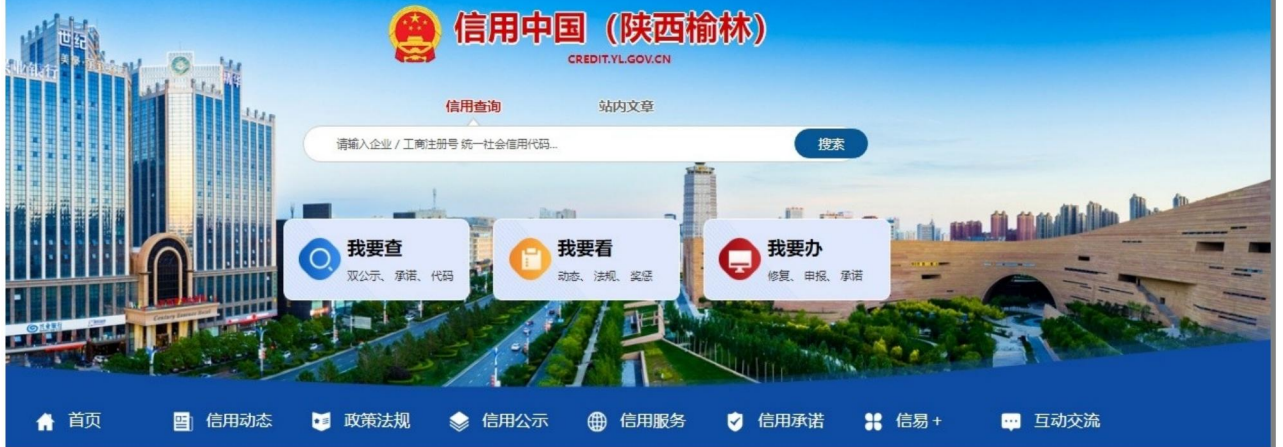 信用中国（陕西榆林）
CREDIT.YL.GOV.CN
信用查询 站内文章
请输入企业 / 工商注册号 统一社会信用代码...
搜索
世纪
我要查
双公示、承诺、代码
我要看
动态、法规、奖惩
我要办
修复、申报、承诺
首页 信用动态 政策法规 信用公示 信用服务 信用承诺 信易+ 互动交流